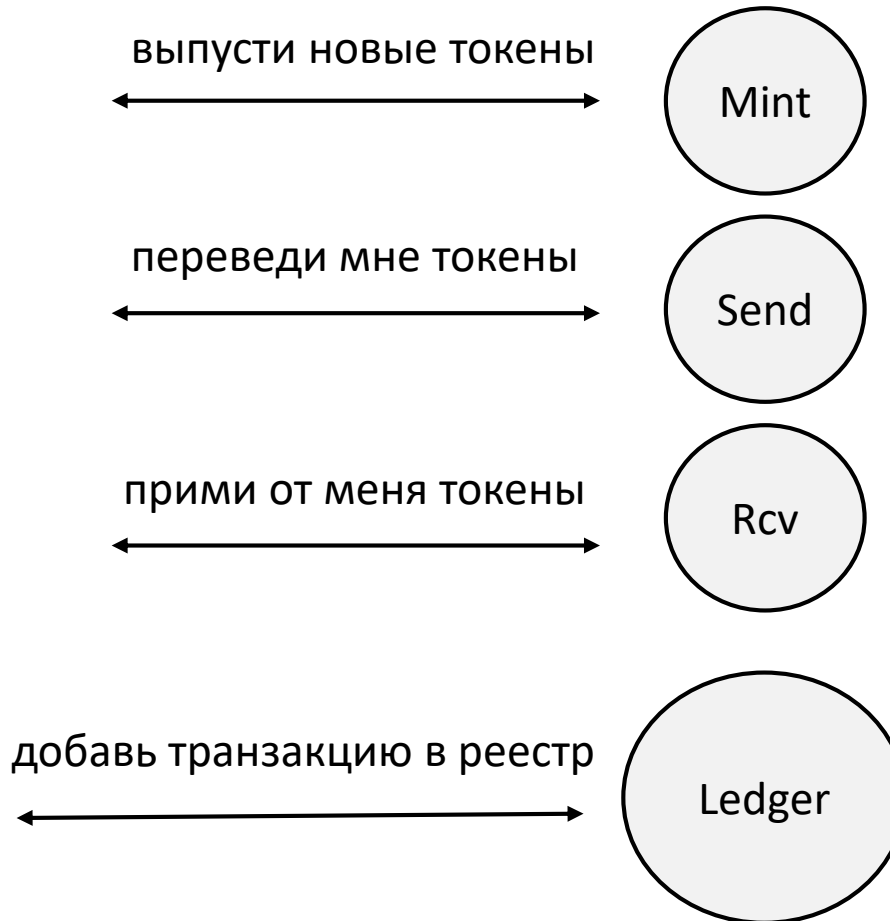 выпусти новые токены
Mint
переведи мне токены
Send
прими от меня токены
Rcv
добавь транзакцию в реестр
Ledger